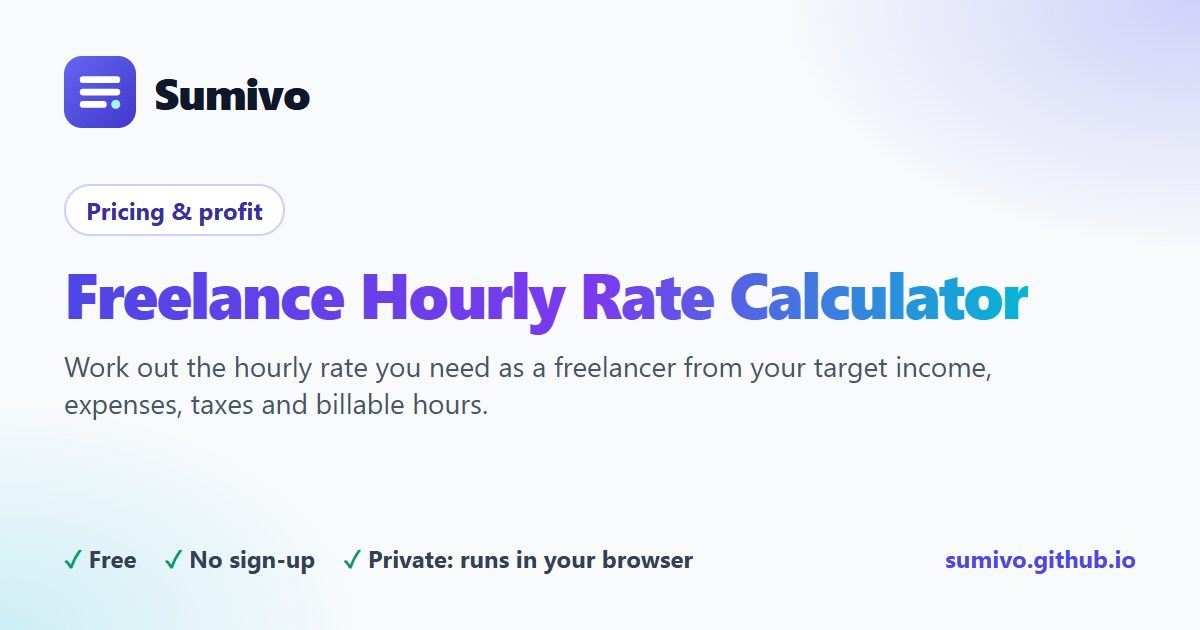 Sumivo
Pricing & profit
Freelance Hourly Rate Calculator
Work out the hourly rate you need as a freelancer from your target income,
expenses, taxes and billable hours.
✓ Free ✓ No sign-up ✓ Private: runs in your browser
sumivo.github.io